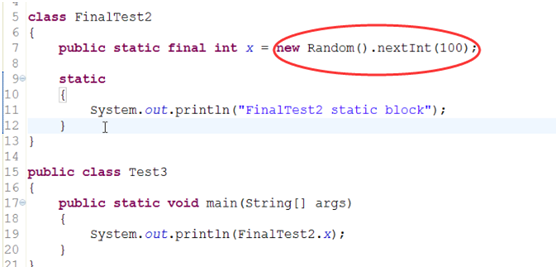 5 class FinalTest2
6 {
7 public static final int x = new Random().nextInt(100);
8
9 static
10 {
11 System.out.println("FinalTest2 static block");
12 }
13 }
14
15 public class Test3
16 {
17 public static void main(String[] args)
18 {
19 System.out.println(FinalTest2.x);
20 }
21 }